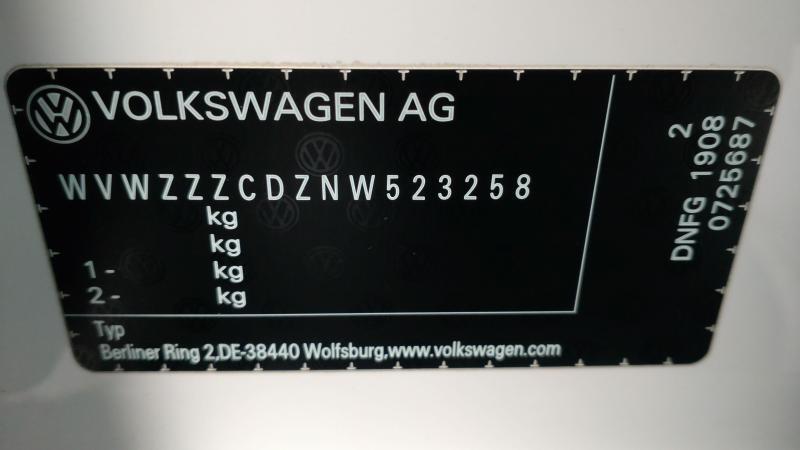 VOLKSWAGEN AG
WVWZZZCDZNW523258
kg
kg
1- kg
2- kg
Typ
Berliner Ring 2,DE-38440 Wolfsburg,www.volkswagen.com
2
DNFG 1908
0725687